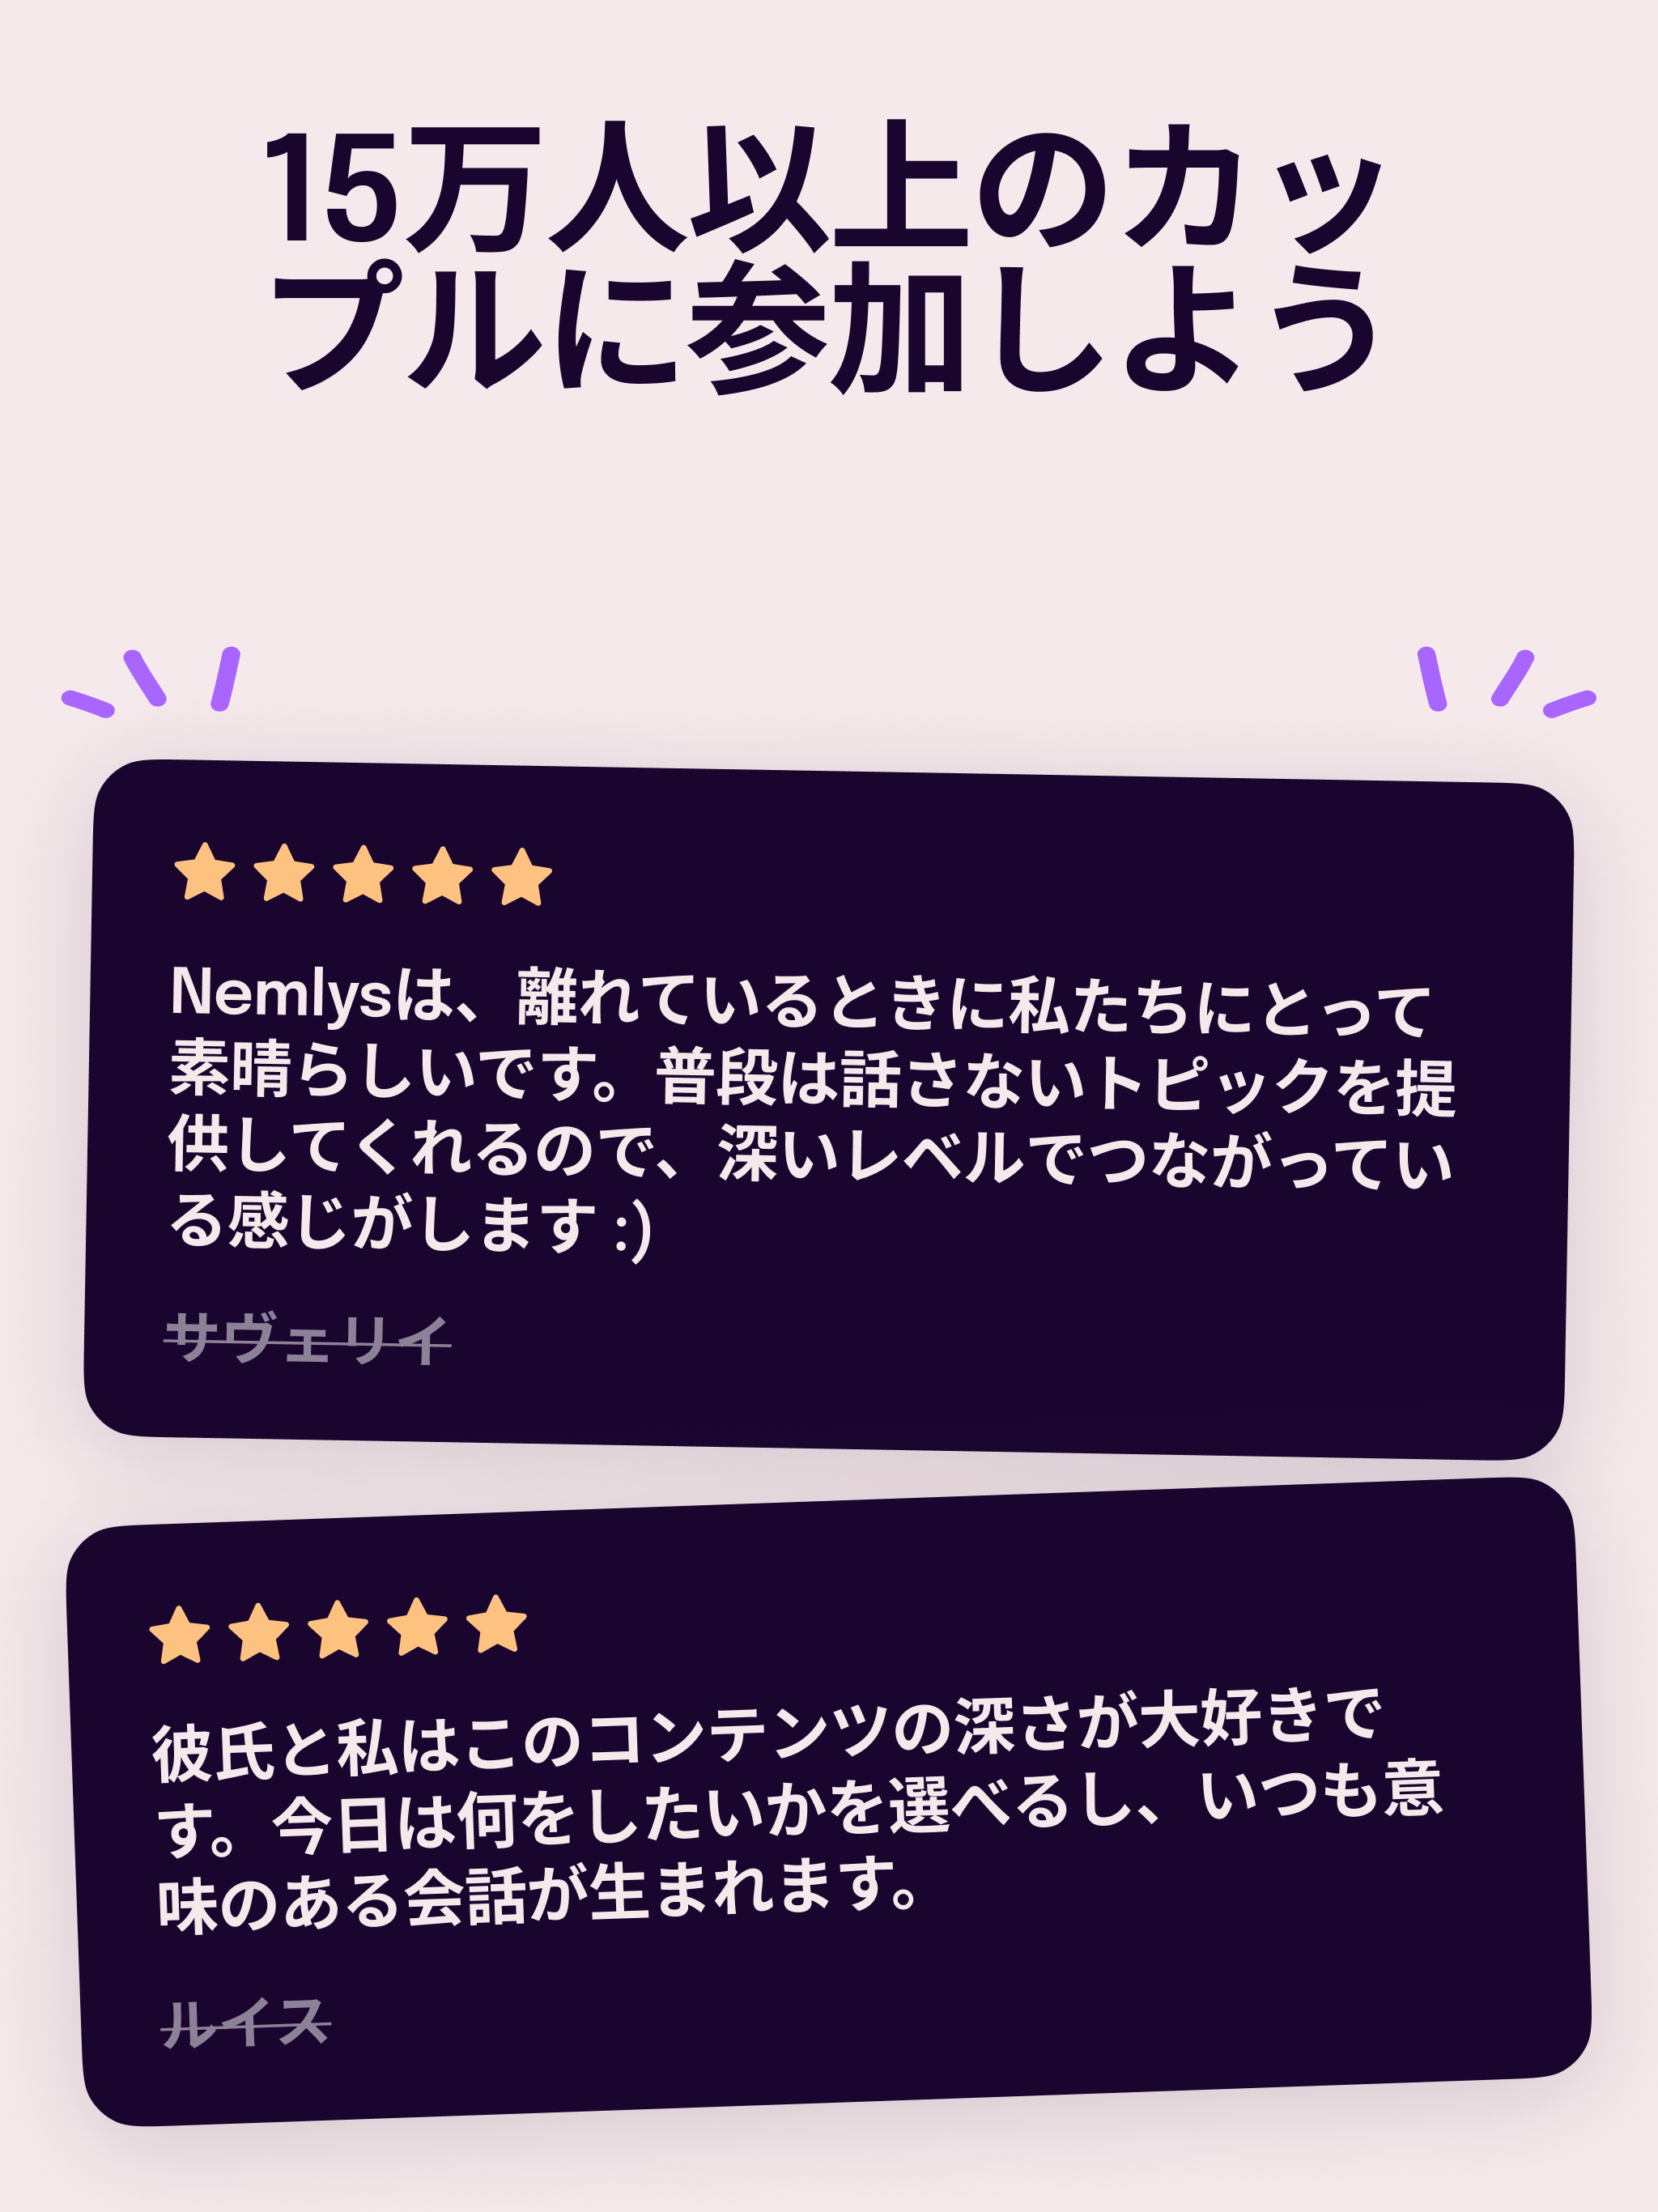 15万人以上のカッ
プルに参加しよう
Nemlysは、離れているときに私たちにとって
素晴らしいです。普段は話さないトピックを提
供してくれるので、深いレベルでつながってい
る感じがします :)
サヴェリイ
彼氏と私はこのコンテンツの深さが大好きで
す。今日は何をしたいかを選べるし、いつも意
味のある会話が生まれます。
ルイス